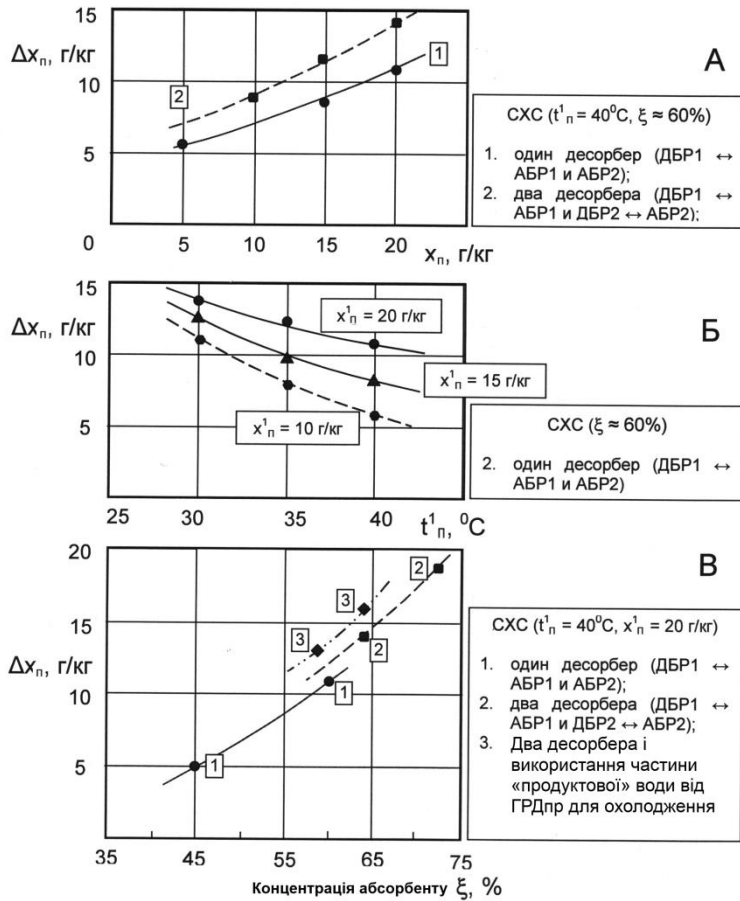 15
Δxп, г/кг
10
5
0
1
2
5
10
15
20
xп, г/кг
А
СХС (t¹п = 40⁰С, ξ ≈ 60%)
1. один десорбер (ДБР1 ↔
АБР1 и АБР2);
2. два десорбера (ДБР1 ↔
АБР1 и ДБР2 ↔ АБР2);
15
Δxп, г/кг
10
5
0
x¹п = 20 г/кг
x¹п = 15 г/кг
x¹п = 10 г/кг
25
30
35
40
t¹п, ⁰С
Б
СХС (ξ ≈ 60%)
2. один десорбер (ДБР1 ↔
АБР1 и АБР2)
20
15
Δxп, г/кг
10
5
2
3
3
2
1
1
35
45
55
65
75
Концентрація абсорбенту ξ, %
В
СХС (t¹п = 40⁰С, x¹п = 20 г/кг)
1. один десорбер (ДБР1 ↔
АБР1 и АБР2);
2. два десорбера (ДБР1 ↔
АБР1 и ДБР2 ↔ АБР2);
3. Два десорбера і
використання частини
«продуктової» води від
ГРДпр для охолодження